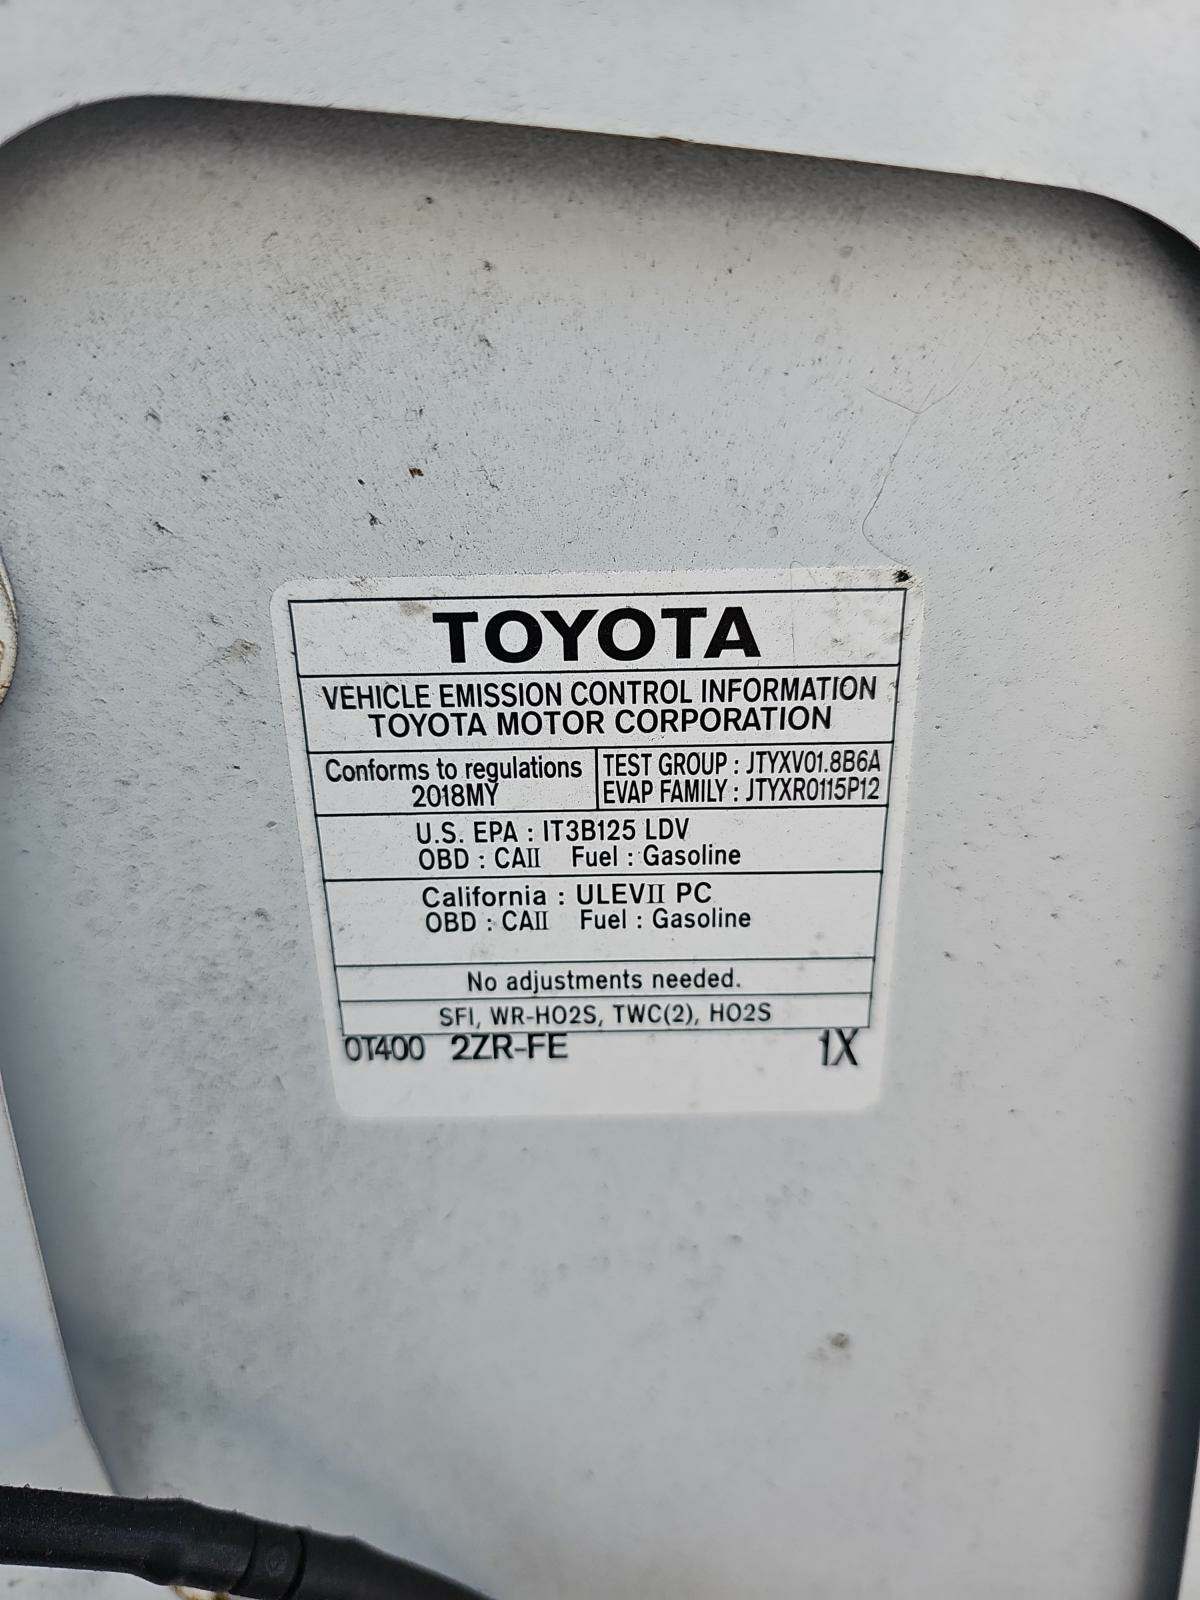 TOYOTA
VEHICLE EMISSION CONTROL INFORMATION
TOYOTA MOTOR CORPORATION
Conforms to regulations
2018MY
TEST GROUP : JTYXV01.8B6A
EVAP FAMILY : JTYXR0115P12
U.S. EPA : IT3B125 LDV
OBD : CAII Fuel : Gasoline
California : ULEVII PC
OBD : CAII Fuel : Gasoline
No adjustments needed.
SFI, WR-HO2S, TWC(2), HO2S
0T400 2ZR-FE 1X